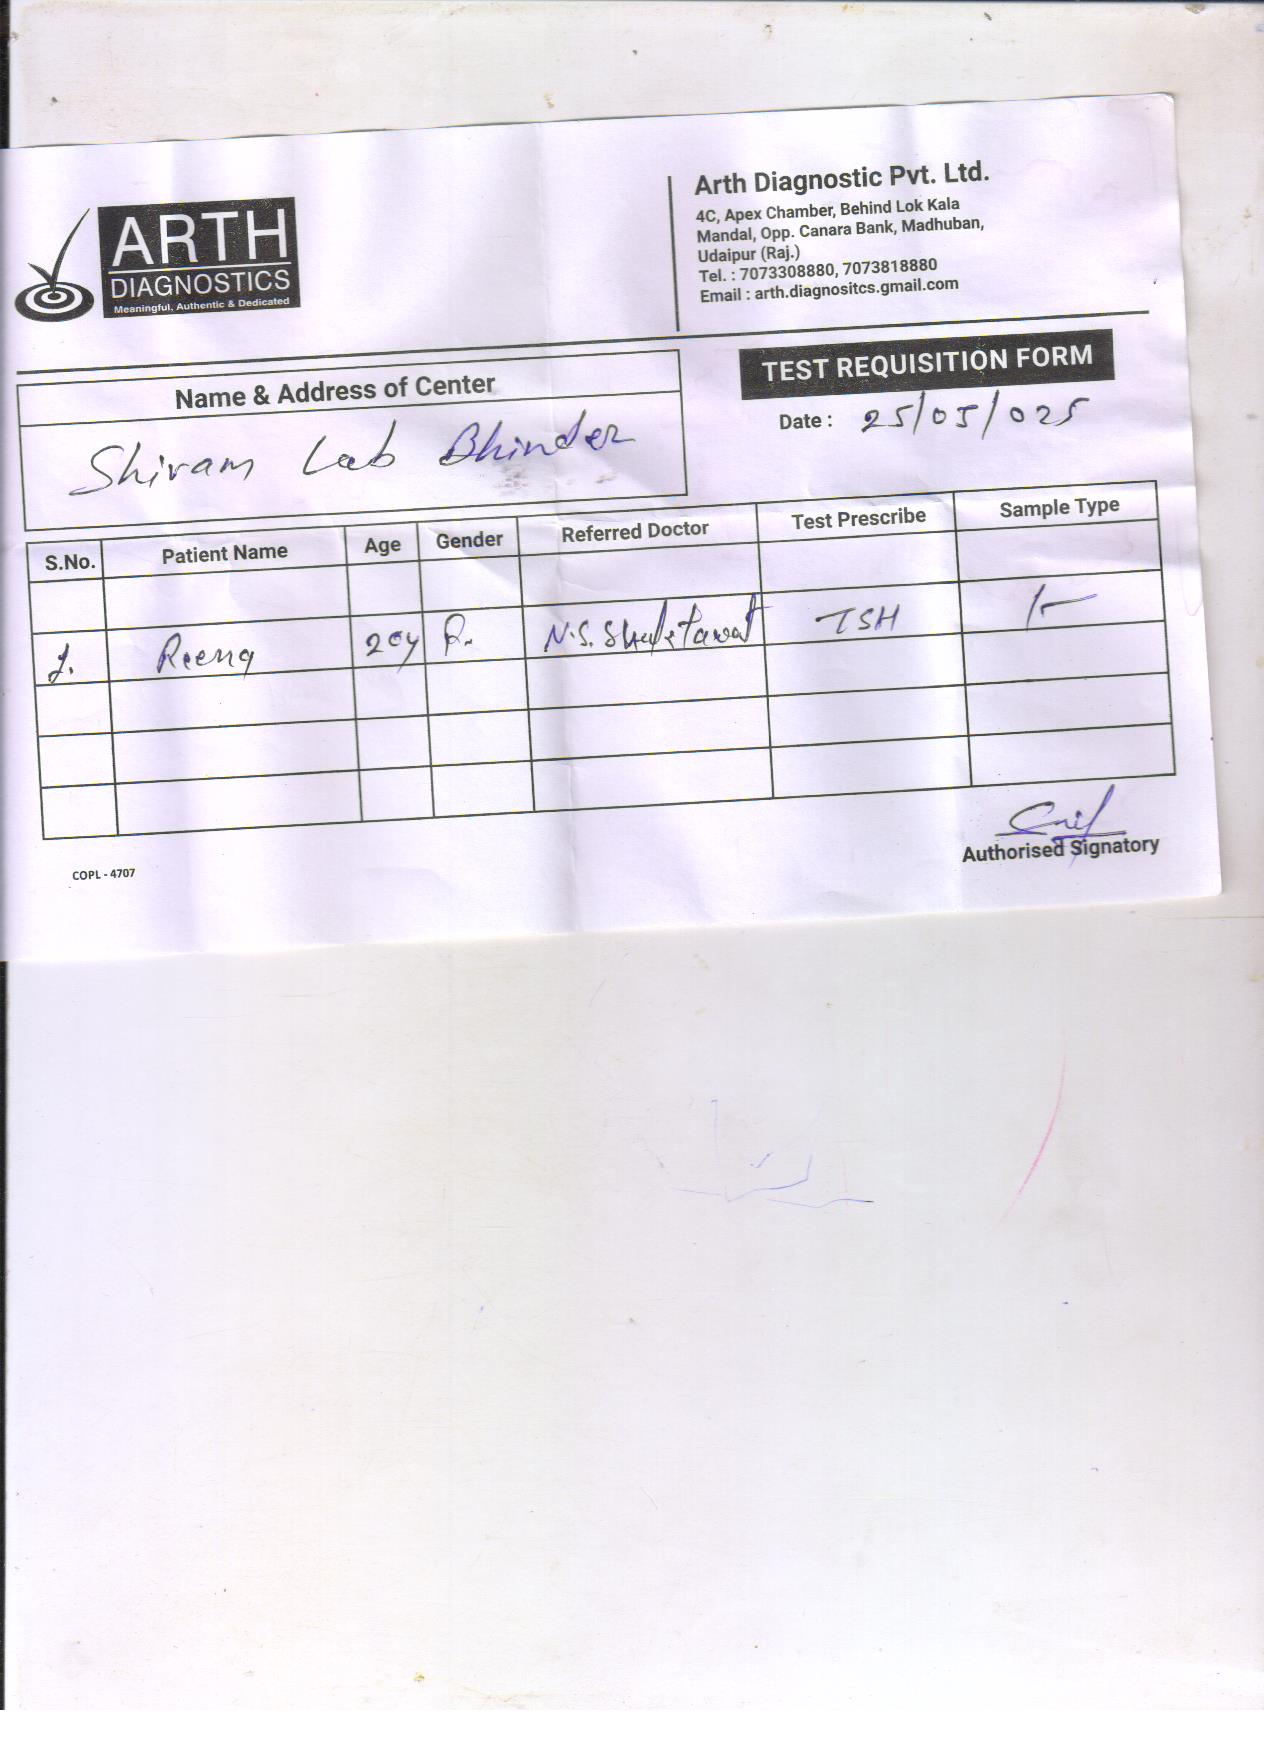 ARTH
DIAGNOSTICS
Meaningful, Authentic & Dedicated
Arth Diagnostic Pvt. Ltd.
4C, Apex Chamber, Behind Lok Kala
Mandal, Opp. Canara Bank, Madhuban,
Udaipur (Raj.)
Tel. : 7073308880, 7073818880
Email : arth.diagnositcs.gmail.com
TEST REQUISITION FORM
Date : 25/05/025
Name & Address of Center
Shiram Lab Bhinder
S.No. Patient Name Age Gender Referred Doctor Test Prescribe Sample Type
1. Reena 20y N.S. TSH
Authorised Signatory
COPL - 4707